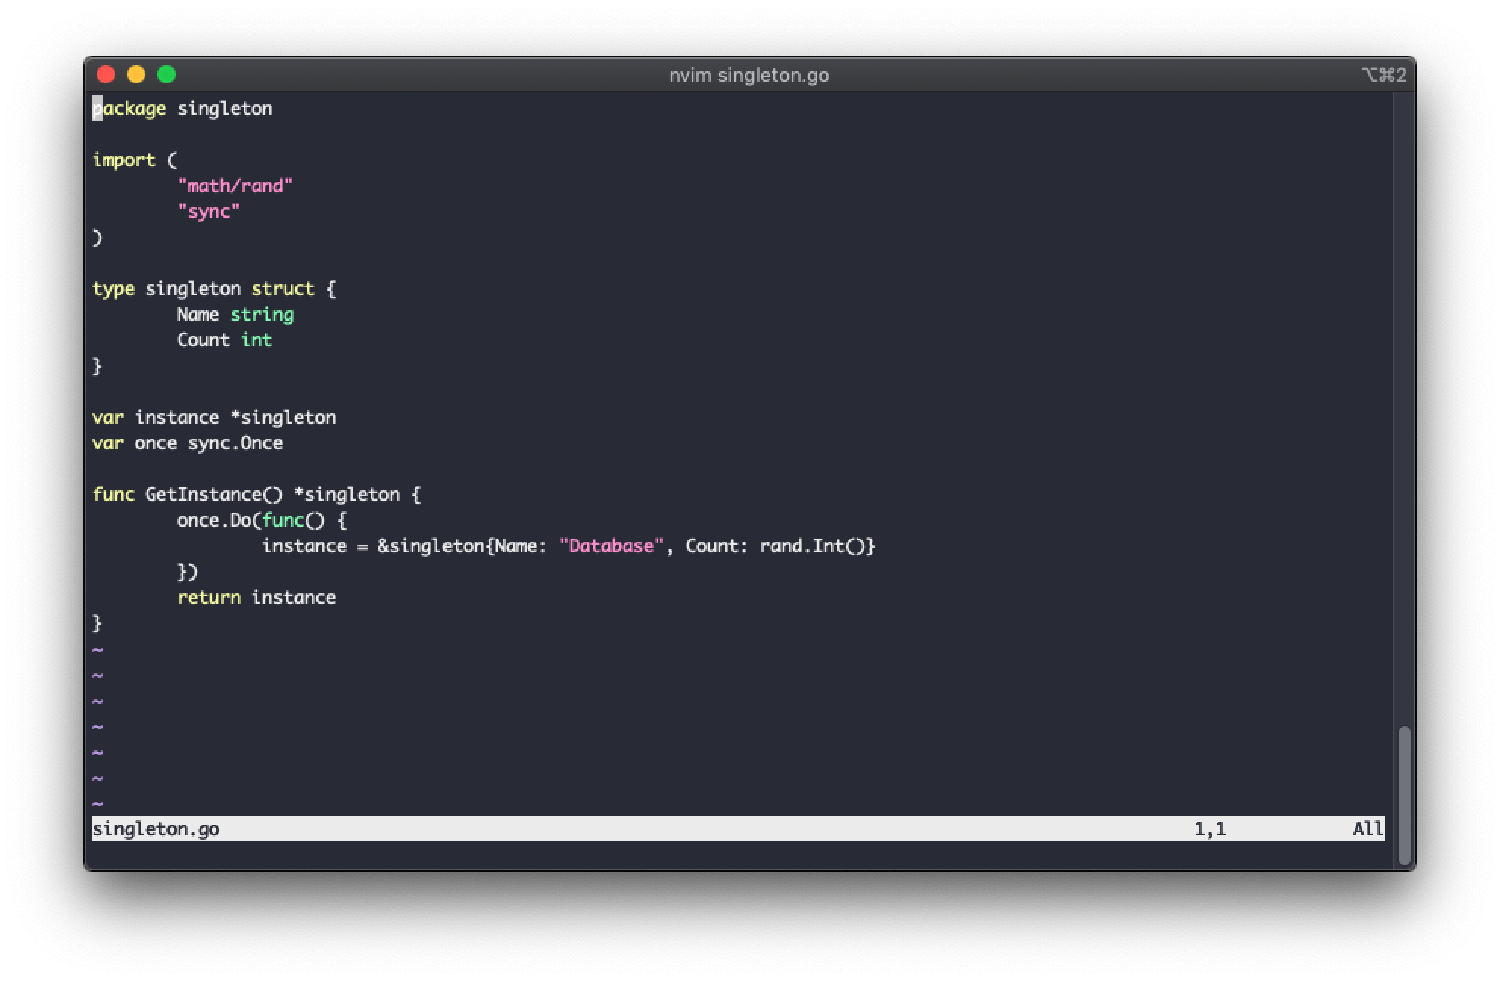 nvim singleton.go
⌥⌘2
package singleton

import (
        "math/rand"
        "sync"
)

type singleton struct {
        Name string
        Count int
}

var instance *singleton
var once sync.Once

func GetInstance() *singleton {
        once.Do(func() {
                instance = &singleton{Name: "Database", Count: rand.Int()}
        })
        return instance
}
~
~
~
~
~
~
~
singleton.go 1,1 All